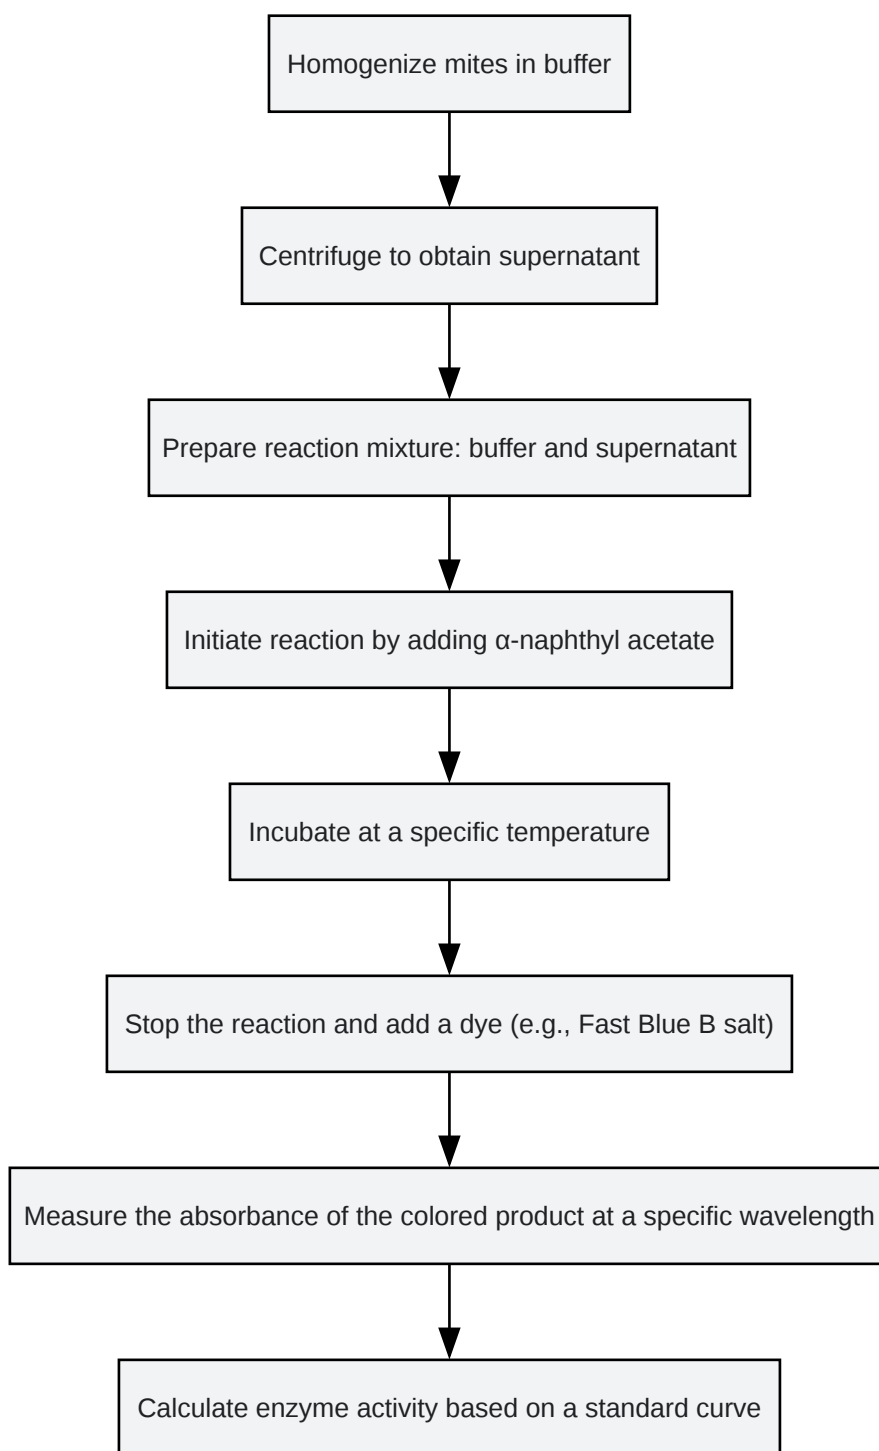 Homogenize mites in buffer
Centrifuge to obtain supernatant
Prepare reaction mixture: buffer and supernatant
Initiate reaction by adding α-naphthyl acetate
Incubate at a specific temperature
Stop the reaction and add a dye (e.g., Fast Blue B salt)
Measure the absorbance of the colored product at a specific wavelength
Calculate enzyme activity based on a standard curve